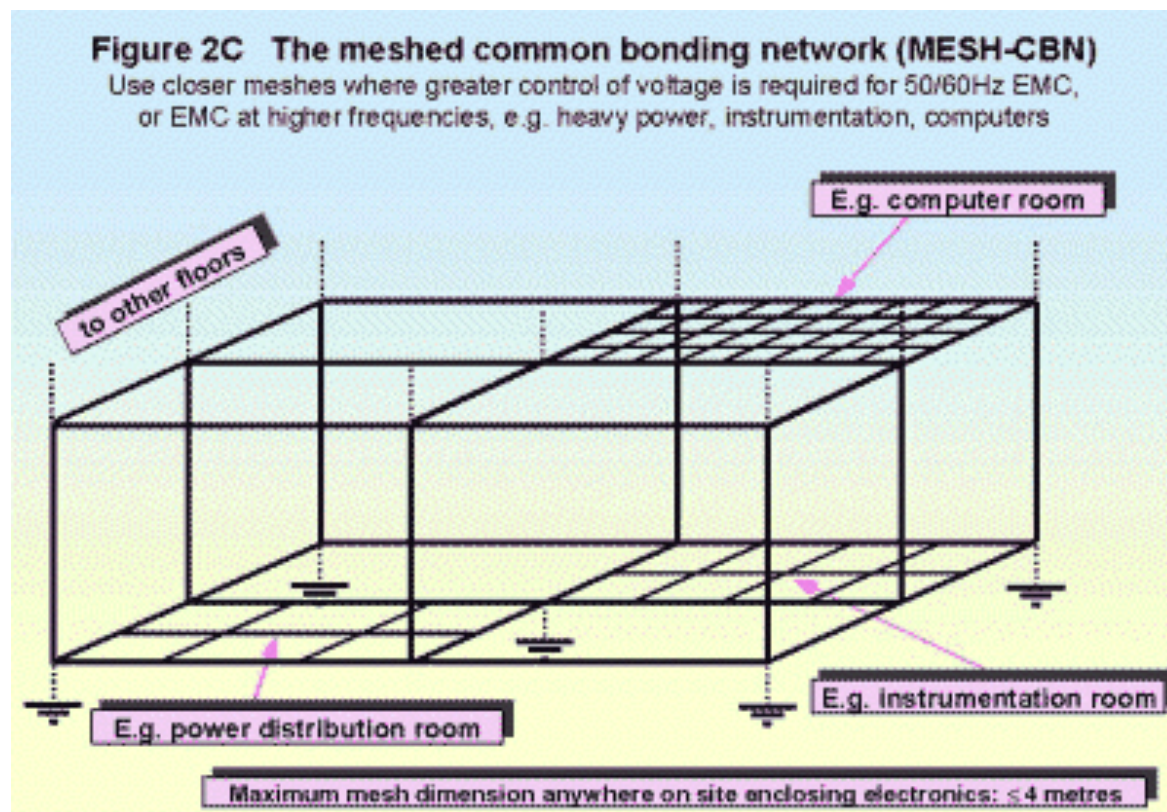 Figure 2C The meshed common bonding network (MESH-CBN)
Use closer meshes where greater control of voltage is required for 50/60Hz EMC,
or EMC at higher frequencies, e.g. heavy power, instrumentation, computers
E.g. computer room
to other floors
E.g. instrumentation room
E.g. power distribution room
Maximum mesh dimension anywhere on site enclosing electronics: ≤4 metres